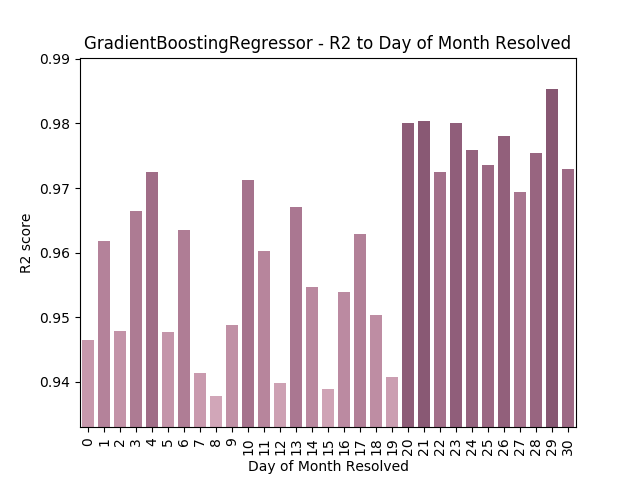 GradientBoostingRegressor - R2 to Day of Month Resolved
0.99
0.98
0.97
0.96
0.95
0.94
R2 score
0 1 2 3 4 5 6 7 8 9 10 11 12 13 14 15 16 17 18 19 20 21 22 23 24 25 26 27 28 29 30
Day of Month Resolved